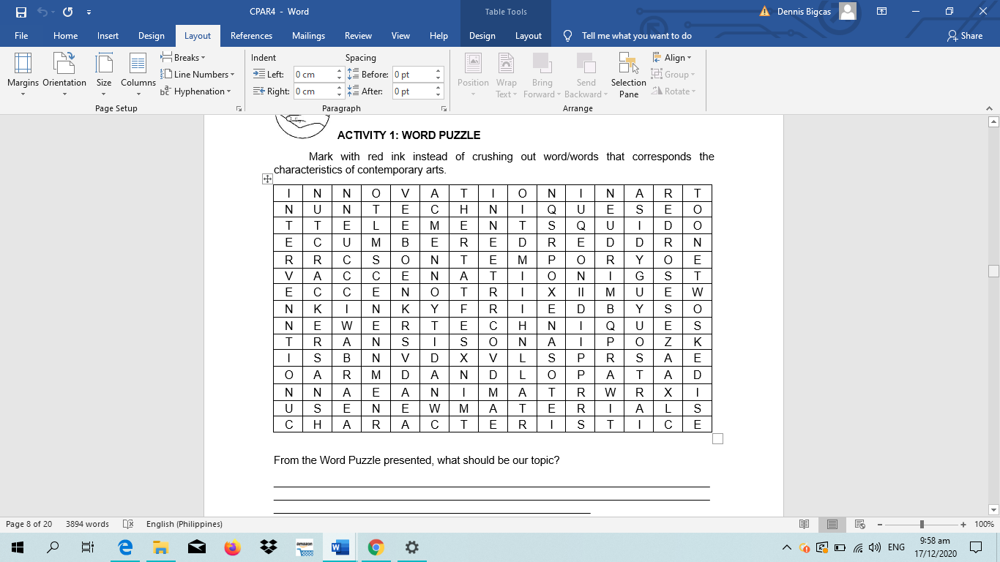 CPAR4 - Word
Table Tools
Dennis Bigcas
File Home Insert Design Layout References Mailings Review View Help Design Layout Tell me what you want to do Share
Margins Orientation Size Columns
Breaks
Line Numbers
Hyphenation
Page Setup
Indent Spacing
Left: 0 cm Before: 0 pt
Right: 0 cm After: 0 pt
Paragraph
Position Wrap Text Bring Forward Send Backward Selection Pane
Align
Group
Rotate
Arrange
ACTIVITY 1: WORD PUZZLE
Mark with red ink instead of crushing out word/words that corresponds the
characteristics of contemporary arts.
I N N O V A T I O N I N A R T
N U N T E C H N I Q U E S E O
T T E L E M E N T S Q U I D O
E C U M B E R E D R E D D R N
R R C S O N T E M P O R Y O E
V A C C E N A T I O N I G S T
E C C E N O T R I X II M U E W
N K I N K Y F R I E D B Y S O
N E W E R T E C H N I Q U E S
T R A N S I S O N A I P O Z K
I S B N V D X V L S P R S A E
O A R M D A N D L O P A T A D
N N A E A N I M A T R W R X I
U S E N E W M A T E R I A L S
C H A R A C T E R I S T I C E
From the Word Puzzle presented, what should be our topic?
Page 8 of 20 3894 words English (Philippines) 100%
amazon
ENG
9:58 am
17/12/2020